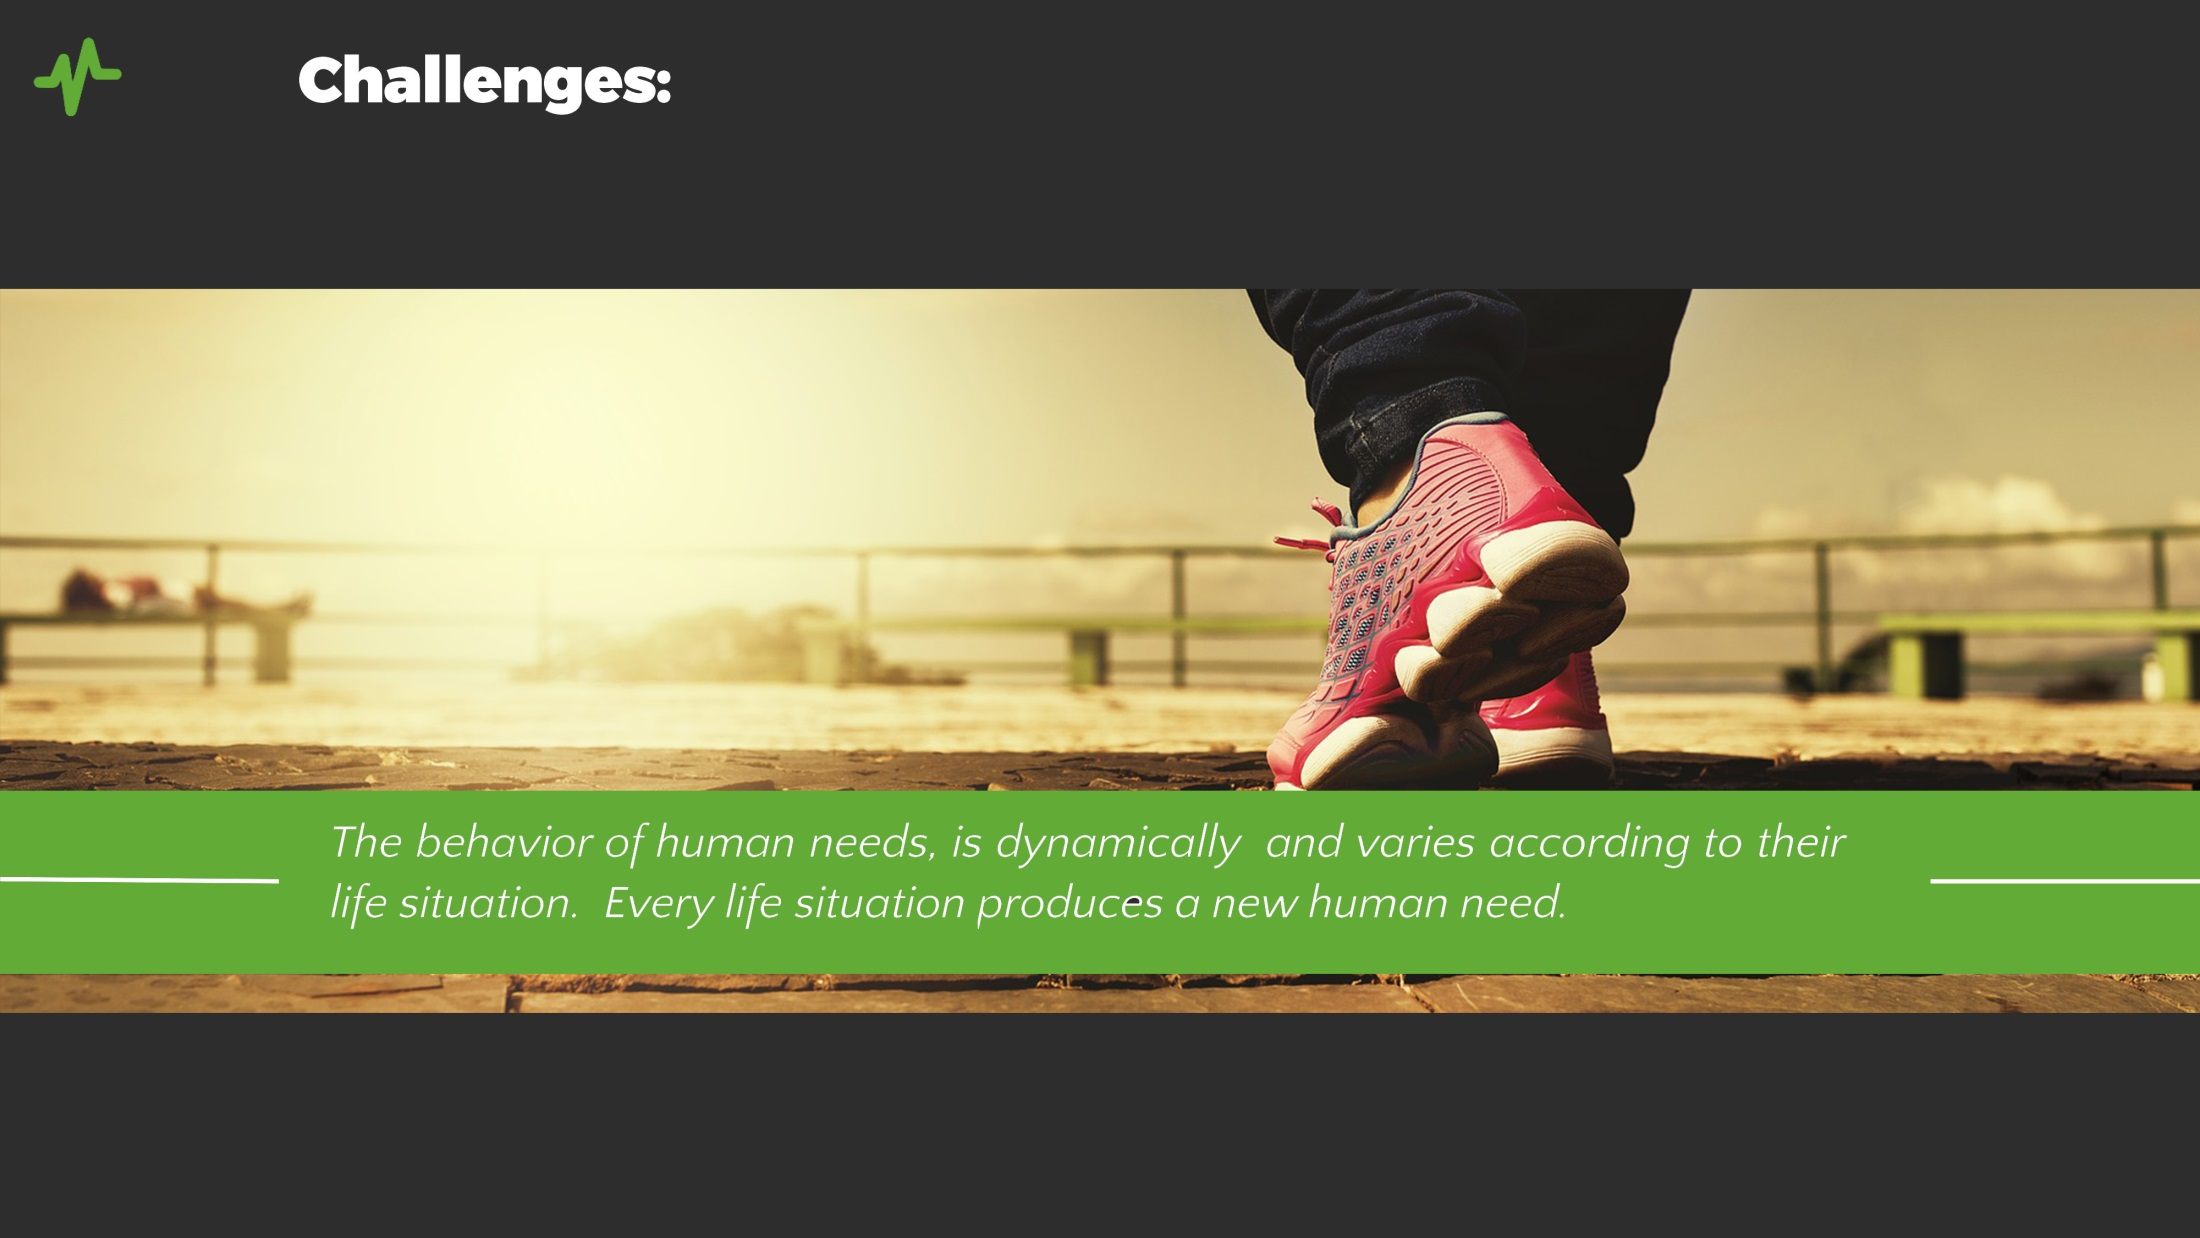 Challenges:
The behavior of human needs, is dynamically  and varies according to their
life situation.  Every life situation produces a new human need.